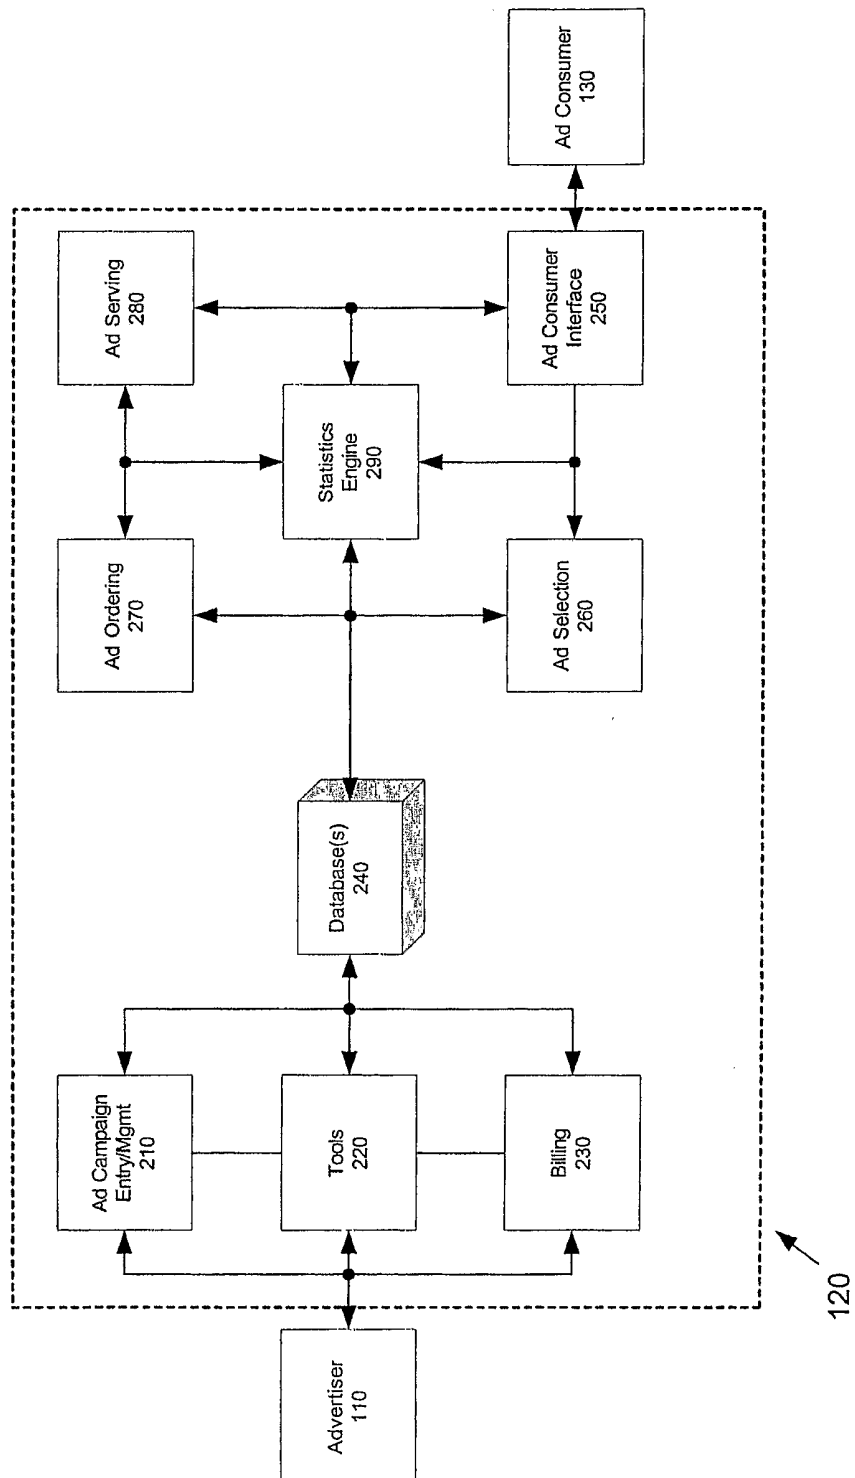 Advertiser
110
Ad Campaign
Entry/Mgmt
210
Tools
220
Billing
230
Database(s)
240
Ad Ordering
270
Ad Selection
260
Statistics
Engine
290
Ad Serving
280
Ad Consumer
Interface
250
Ad Consumer
130
120